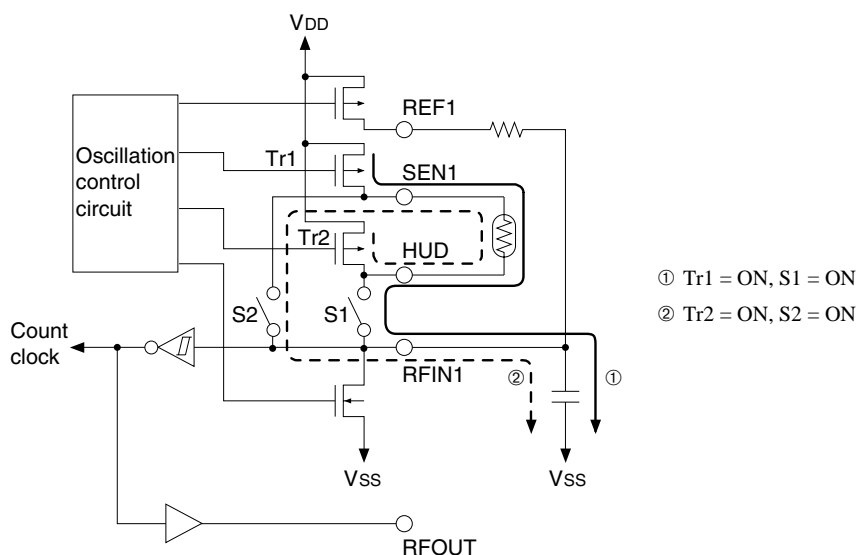 VDD
REF1
Oscillation
control
circuit
Tr1
SEN1
Tr2
HUD
① Tr1 = ON, S1 = ON
② Tr2 = ON, S2 = ON
S2
S1
Count
clock
RFIN1
②
①
VSS
VSS
RFOUT